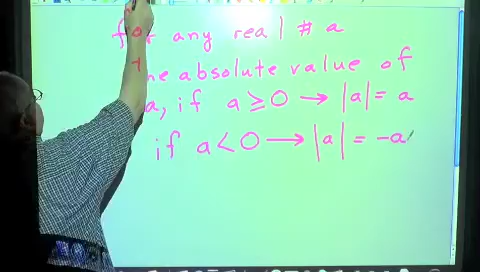 for any real # a
the absolute value of
a, if a ≥ 0 → |a| = a
if a < 0 → |a| = -a